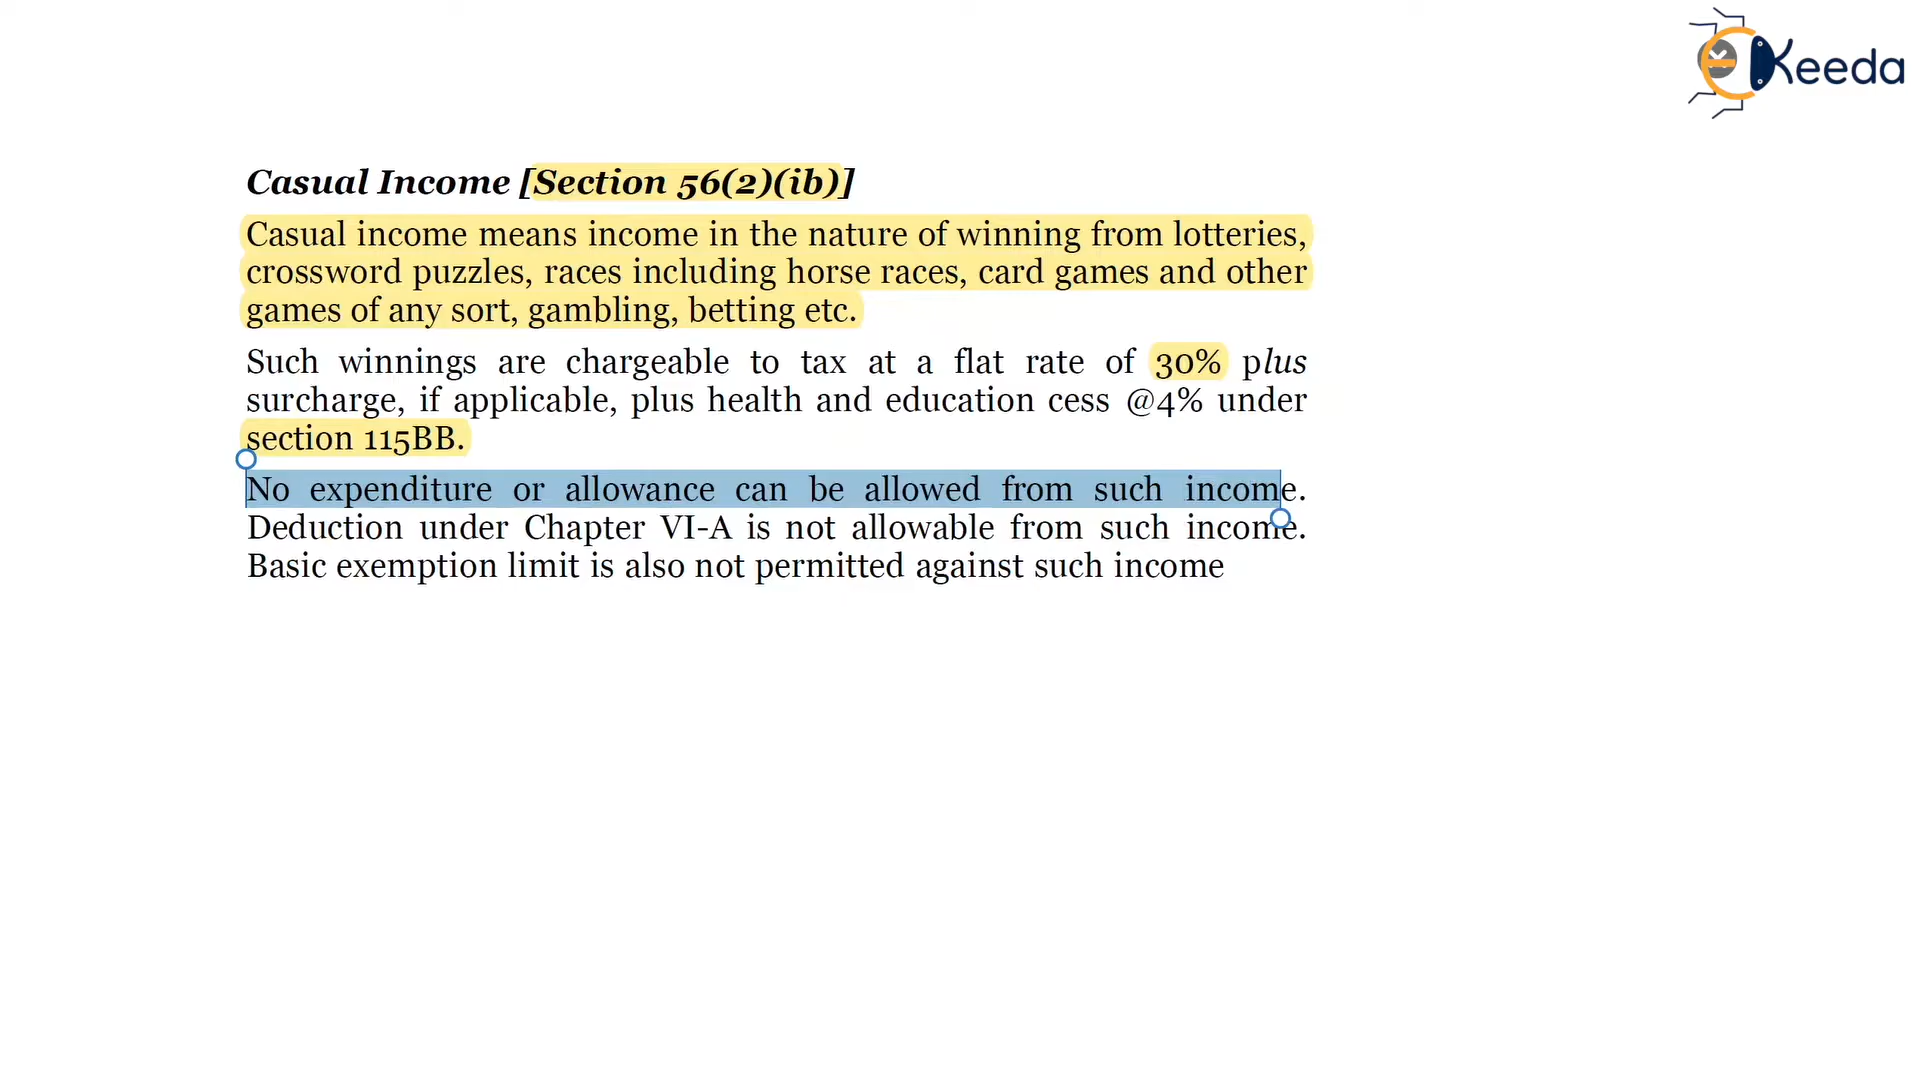 Keeda
Casual Income [Section 56(2)(ib)]
Casual income means income in the nature of winning from lotteries,
crossword puzzles, races including horse races, card games and other
games of any sort, gambling, betting etc.
Such winnings are chargeable to tax at a flat rate of 30% plus
surcharge, if applicable, plus health and education cess @4% under
section 115BB.
No expenditure or allowance can be allowed from such income.
Deduction under Chapter VI-A is not allowable from such income.
Basic exemption limit is also not permitted against such income